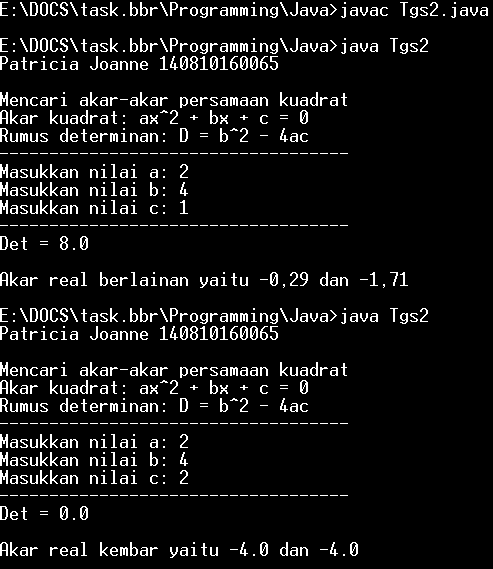 E:\DOCS\task.bbr\Programming\Java>javac Tgs2.java
E:\DOCS\task.bbr\Programming\Java>java Tgs2
Patricia Joanne 140810160065
Mencari akar-akar persamaan kuadrat
Akar kuadrat: ax^2 + bx + c = 0
Rumus determinan: D = b^2 - 4ac
-----------------------------------
Masukkan nilai a: 2
Masukkan nilai b: 4
Masukkan nilai c: 1
-----------------------------------
Det = 8.0
Akar real berlainan yaitu -0,29 dan -1,71
E:\DOCS\task.bbr\Programming\Java>java Tgs2
Patricia Joanne 140810160065
Mencari akar-akar persamaan kuadrat
Akar kuadrat: ax^2 + bx + c = 0
Rumus determinan: D = b^2 - 4ac
-----------------------------------
Masukkan nilai a: 2
Masukkan nilai b: 4
Masukkan nilai c: 2
-----------------------------------
Det = 0.0
Akar real kembar yaitu -4.0 dan -4.0